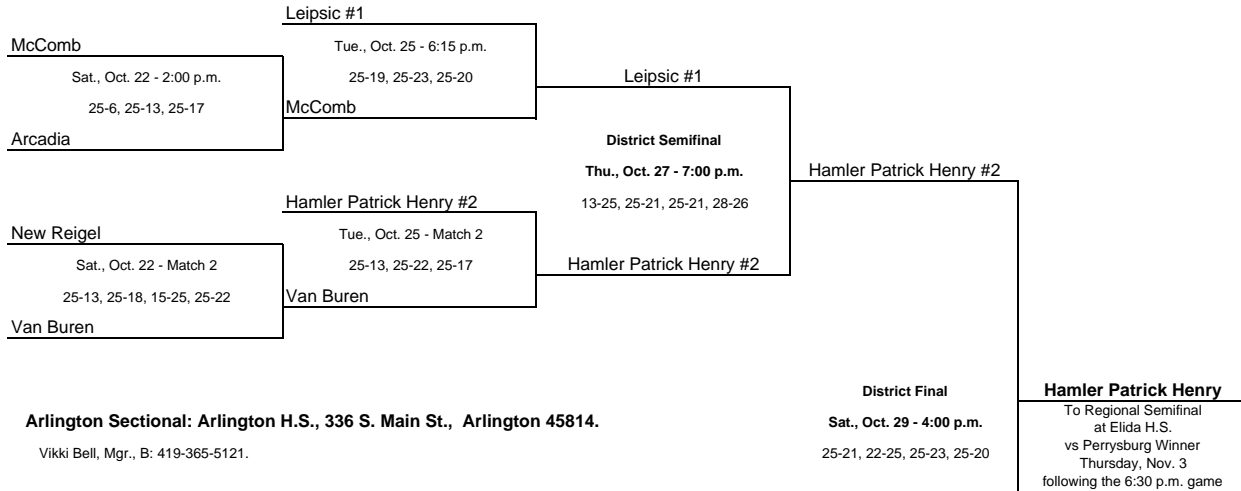 Leipsic #1
McComb
Tue., Oct. 25 - 6:15 p.m.
Sat., Oct. 22 - 2:00 p.m.
25-19, 25-23, 25-20
Leipsic #1
25-6, 25-13, 25-17
McComb
Arcadia
District Semifinal
Thu., Oct. 27 - 7:00 p.m.
Hamler Patrick Henry #2
Hamler Patrick Henry #2
13-25, 25-21, 25-21, 28-26
New Reigel
Tue., Oct. 25 - Match 2
Sat., Oct. 22 - Match 2
25-13, 25-22, 25-17
Hamler Patrick Henry #2
25-13, 25-18, 15-25, 25-22
Van Buren
Van Buren
District Final
Hamler Patrick Henry
Arlington Sectional: Arlington H.S., 336 S. Main St., Arlington 45814.
Sat., Oct. 29 - 4:00 p.m.
To Regional Semifinal
at Elida H.S.
Vikki Bell, Mgr., B: 419-365-5121.
25-21, 22-25, 25-23, 25-20
vs Perrysburg Winner
Thursday, Nov. 3
following the 6:30 p.m. game